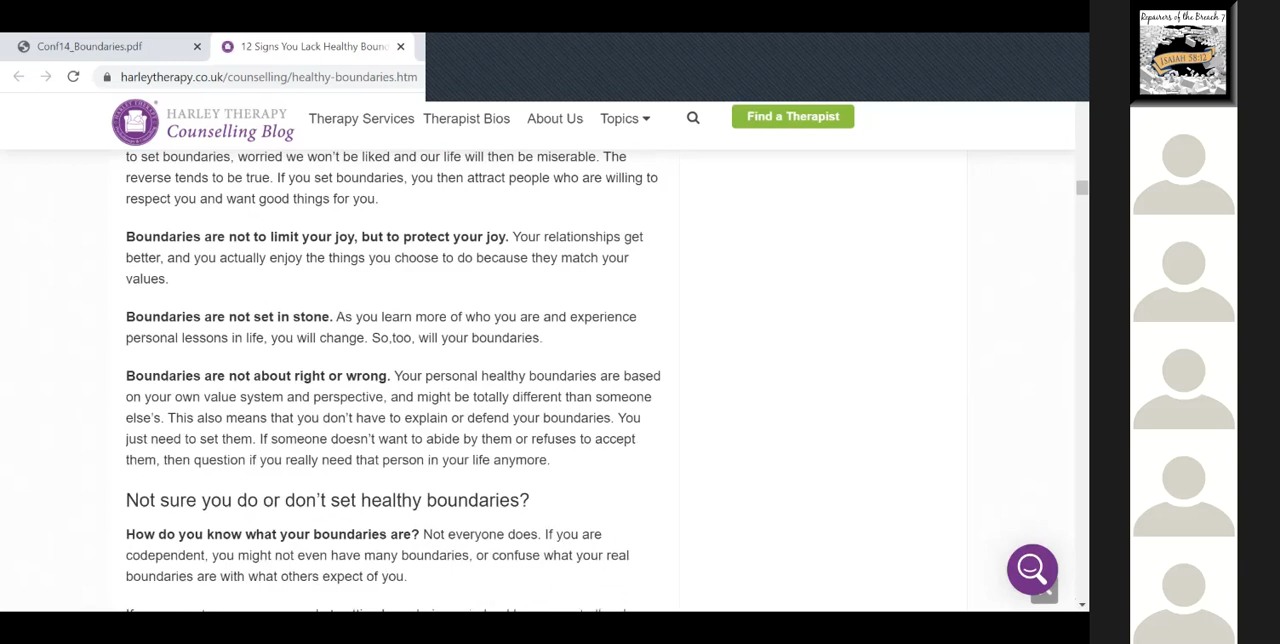 Conf14_Boundaries.pdf
12 Signs You Lack Healthy Boun
harleytherapy.co.uk/counselling/healthy-boundaries.htm
HARLEY THERAPY
Counselling Blog
Therapy Services Therapist Bios About Us Topics
Find a Therapist
to set boundaries, worried we won't be liked and our life will then be miserable. The
reverse tends to be true. If you set boundaries, you then attract people who are willing to
respect you and want good things for you.
Boundaries are not to limit your joy, but to protect your joy. Your relationships get
better, and you actually enjoy the things you choose to do because they match your
values.
Boundaries are not set in stone. As you learn more of who you are and experience
personal lessons in life, you will change. So,too, will your boundaries.
Boundaries are not about right or wrong. Your personal healthy boundaries are based
on your own value system and perspective, and might be totally different than someone
else's. This also means that you don't have to explain or defend your boundaries. You
just need to set them. If someone doesn't want to abide by them or refuses to accept
them, then question if you really need that person in your life anymore.
Not sure you do or don't set healthy boundaries?
How do you know what your boundaries are? Not everyone does. If you are
codependent, you might not even have many boundaries, or confuse what your real
boundaries are with what others expect of you.
Repairers of the Breach 7
ISAIAH 58:12